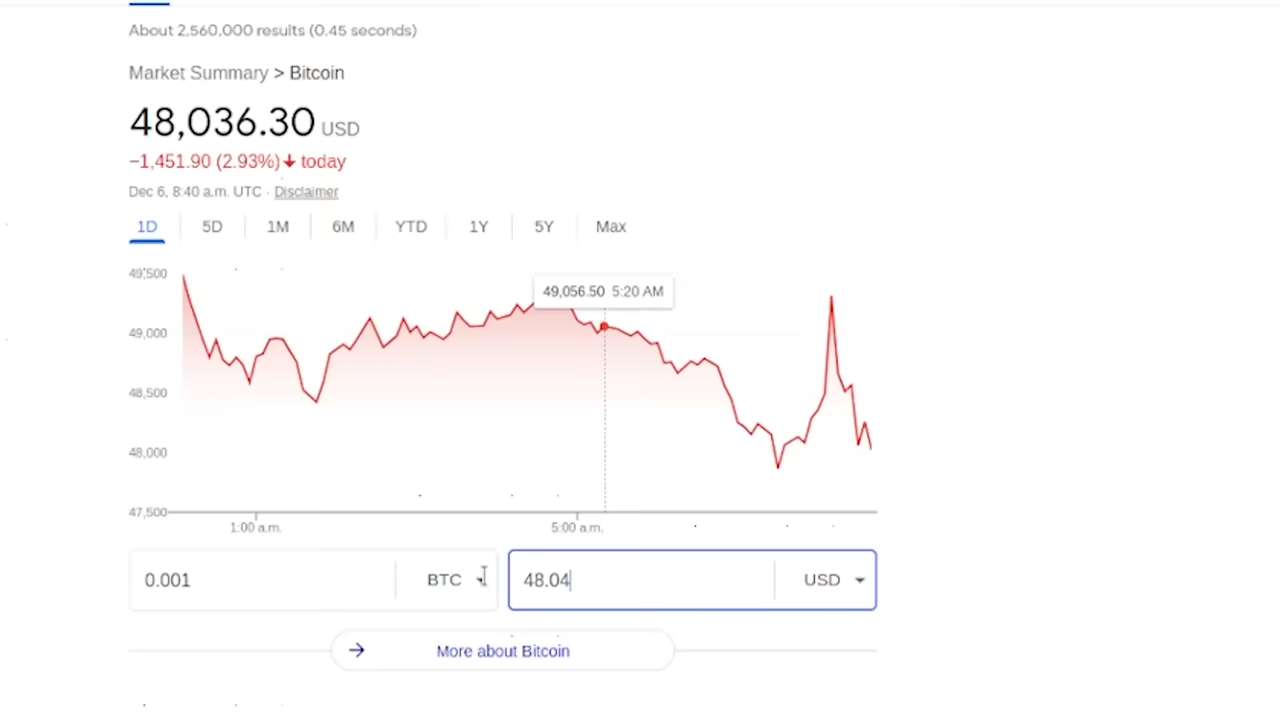 About 2,560,000 results (0.45 seconds)
Market Summary > Bitcoin
48,036.30 USD
−1,451.90 (2.93%) ↓ today
Dec 6, 8:40 a.m. UTC · Disclaimer
1D 5D 1M 6M YTD 1Y 5Y Max
49,500
49,056.50 5:20 AM
49,000
48,500
48,000
47,500
1:00 a.m. 5:00 a.m.
0.001 BTC 48.04 USD
More about Bitcoin